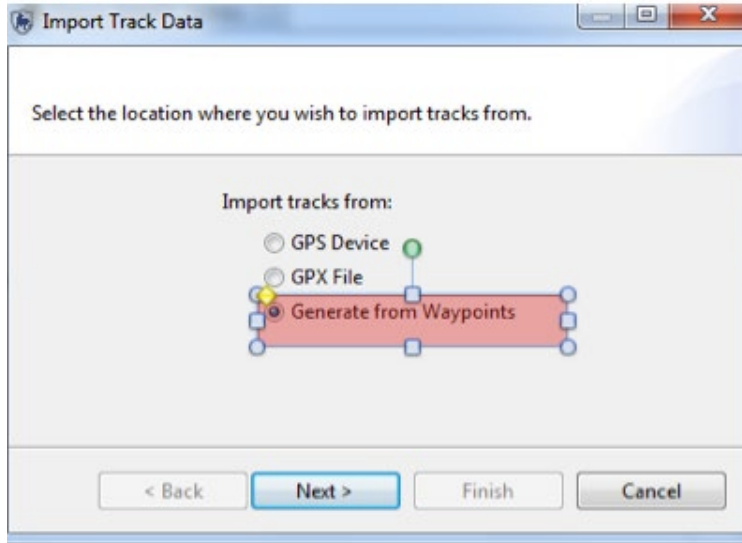 Import Track Data
Select the location where you wish to import tracks from.
Import tracks from:
GPS Device
GPX File
Generate from Waypoints
< Back Next > Finish Cancel